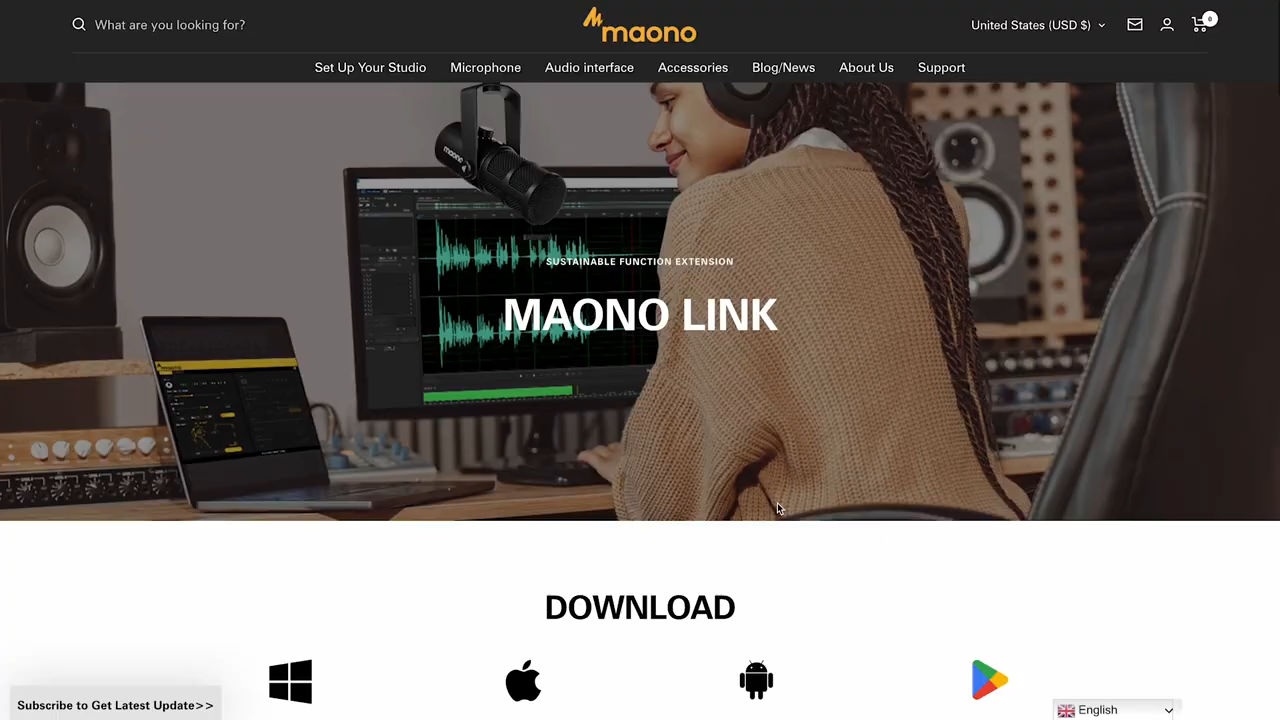 What are you looking for?
maono
United States (USD $)
0
Set Up Your Studio
Microphone
Audio interface
Accessories
Blog/News
About Us
Support
maono
SUSTAINABLE FUNCTION EXTENSION
MAONO LINK
DOWNLOAD
Subscribe to Get Latest Update>>
English